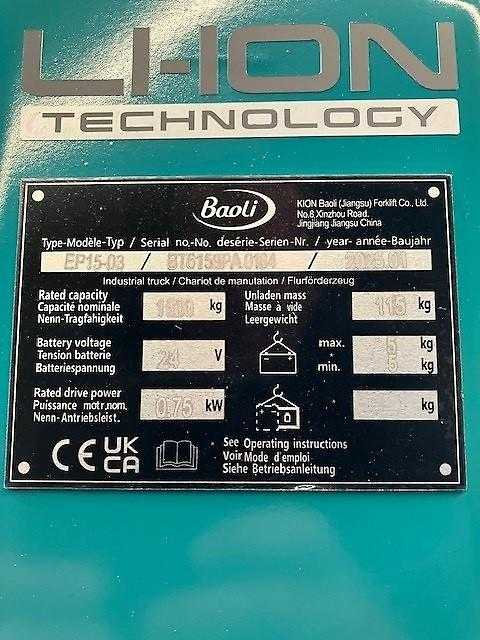 LI-ION
TECHNOLOGY
Baoli
KION Baoli (Jiangsu) Forklift Co., Ltd.
No.8,Xinzhou Road.
Jingjiang Jiangsu China
Type-Modèle-Typ / Serial no.-No. desérie-Serien-Nr. / year- année-Baujahr
EP15-03 / /
Industrial truck / Chariot de manutation / Flurförderzeug
Rated capacity
Capacité nominale
Nenn-Tragfähigkeit
1500 kg
Unladen mass
Masse à vide
Leergewicht
115 kg
Battery voltage
Tension batterie
Batteriespannung
24 V
max. kg
min. kg
Rated drive power
Puissance motr.nom.
Nenn-Antriebsleist.
0.75 kW
kg
CE UK
CA
See Operating instructions
Voir Mode d'emploi
Siehe Betriebsanleitung